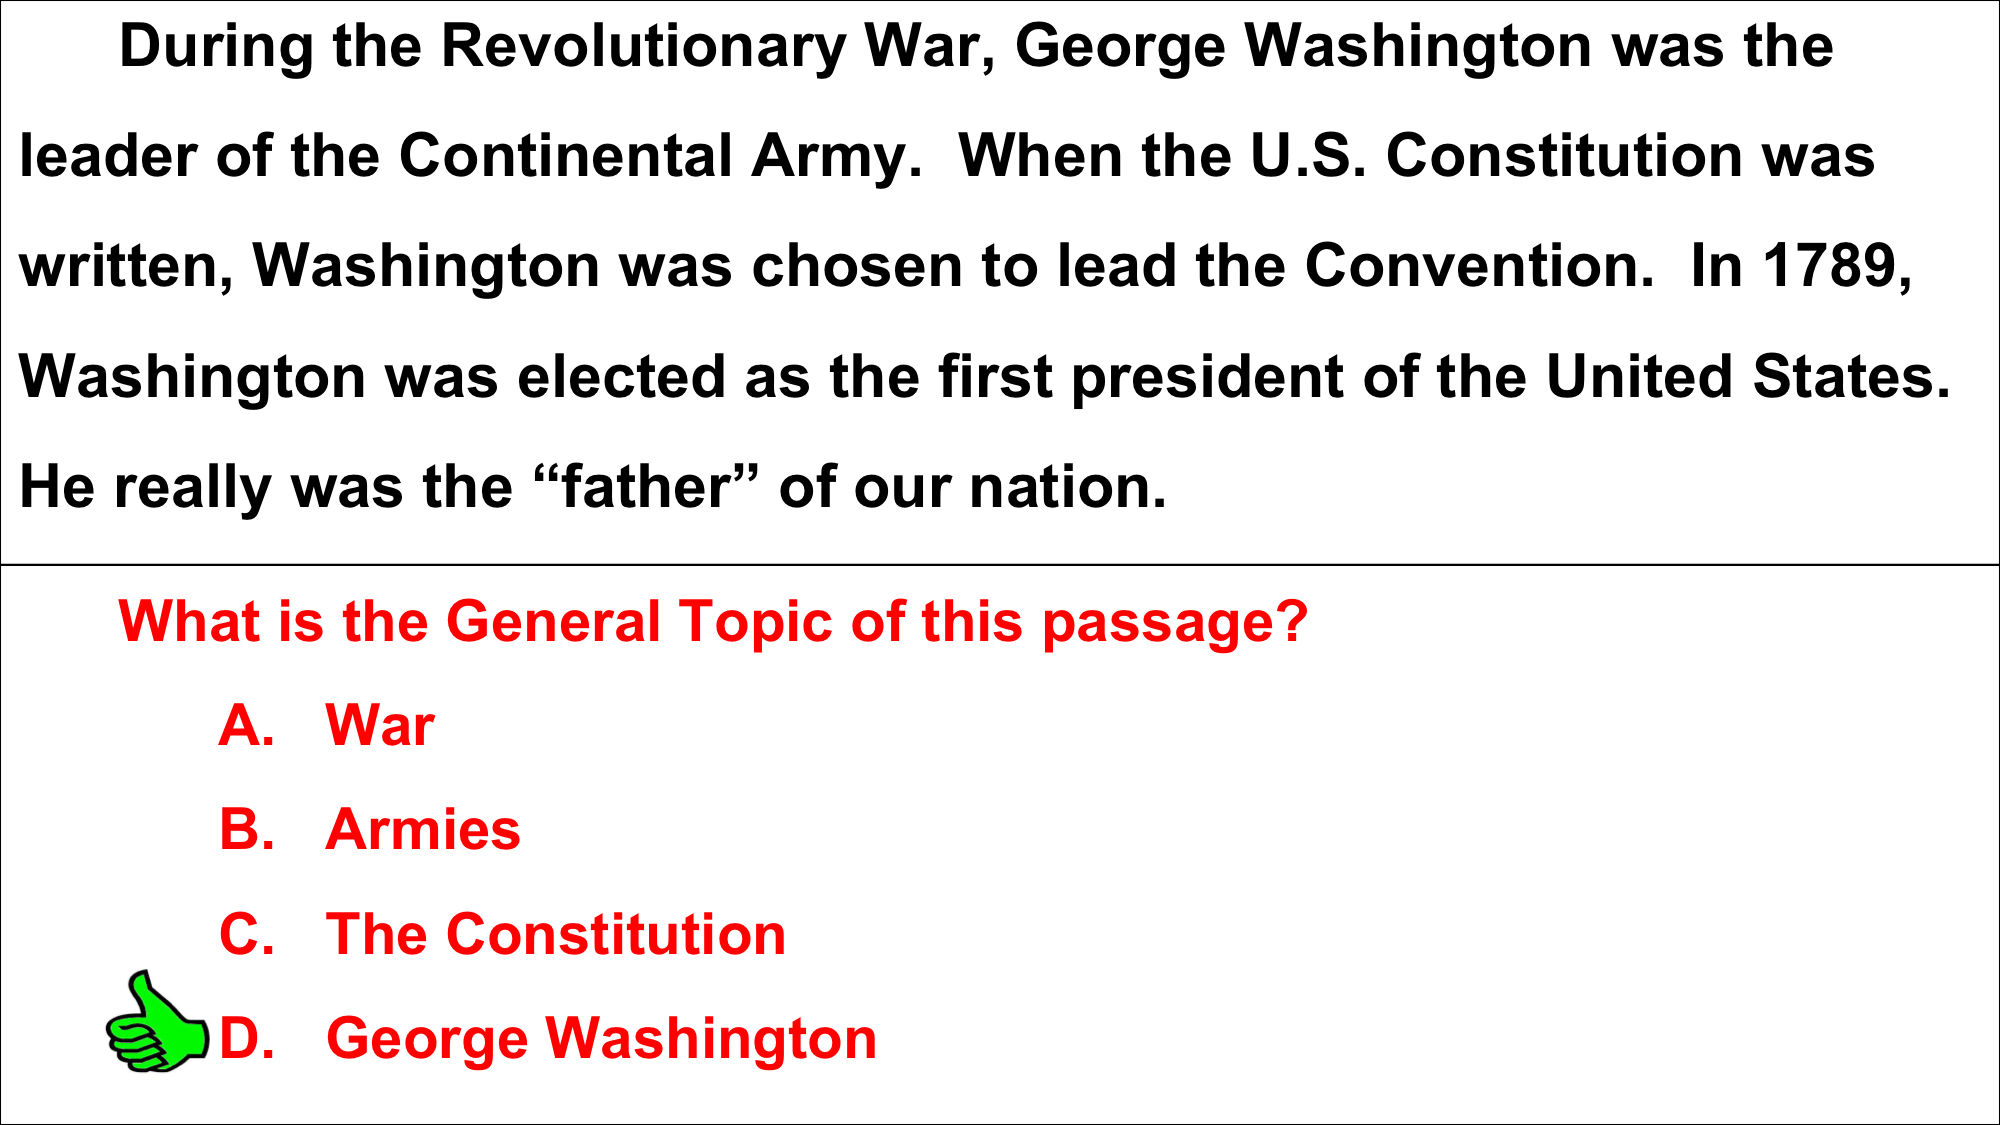 During the Revolutionary War, George Washington was the
leader of the Continental Army.  When the U.S. Constitution was
written, Washington was chosen to lead the Convention.  In 1789,
Washington was elected as the first president of the United States.
He really was the “father” of our nation.
What is the General Topic of this passage?
A. War
B. Armies
C. The Constitution
D. George Washington